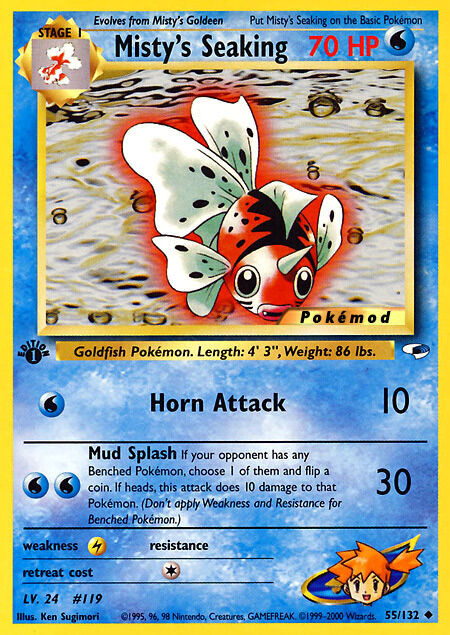 Evolves from Misty's Goldeen
Put Misty's Seaking on the Basic Pokémon
STAGE 1
Misty's Seaking 70 HP
Pokémod
EDITION
1
Goldfish Pokémon. Length: 4' 3", Weight: 86 lbs.
Horn Attack 10
Mud Splash If your opponent has any
Benched Pokémon, choose 1 of them and flip a
coin. If heads, this attack does 10 damage to that
Pokémon. (Don't apply Weakness and Resistance for
Benched Pokémon.)
30
weakness resistance
retreat cost
LV. 24 #119
Illus. Ken Sugimori
©1995, 96, 98 Nintendo, Creatures, GAMEFREAK. ©1999-2000 Wizards.
55/132